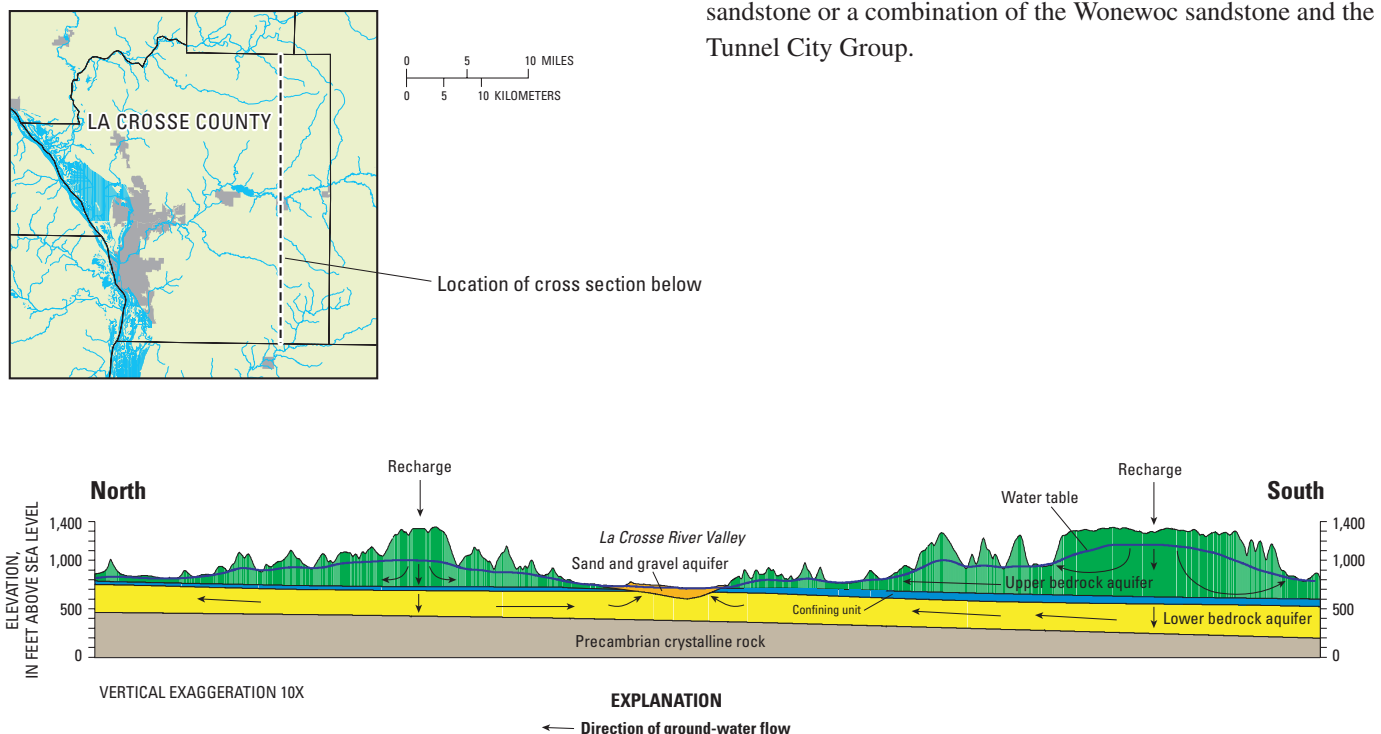 sandstone or a combination of the Wonewoc sandstone and the
Tunnel City Group.
0 5 10 MILES
0 5 10 KILOMETERS
LA CROSSE COUNTY
Location of cross section below
Recharge
Recharge
North
Water table
South
ELEVATION,
IN FEET ABOVE SEA LEVEL
1,400
1,000
500
0
La Crosse River Valley
Sand and gravel aquifer
1,400
1,000
500
0
Upper bedrock aquifer
Confining unit
Lower bedrock aquifer
Precambrian crystalline rock
VERTICAL EXAGGERATION 10X
EXPLANATION
Direction of ground-water flow